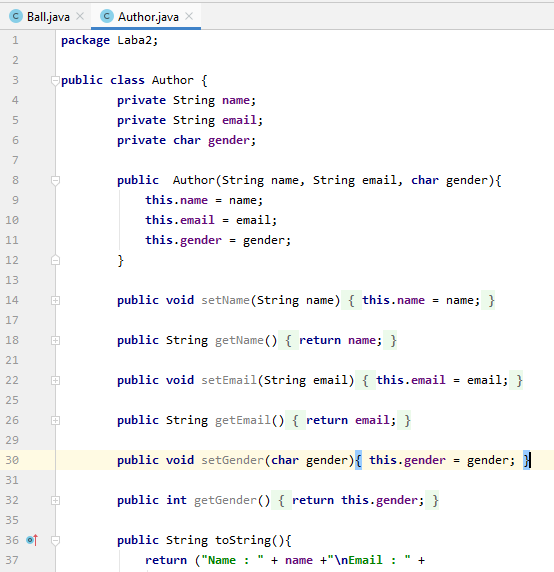 Ball.java Author.java
1 package Laba2;
2
3 public class Author {
4 private String name;
5 private String email;
6 private char gender;
7
8 public  Author(String name, String email, char gender){
9 this.name = name;
10 this.email = email;
11 this.gender = gender;
12 }
13
14 public void setName(String name) { this.name = name; }
17
18 public String getName() { return name; }
21
22 public void setEmail(String email) { this.email = email; }
25
26 public String getEmail() { return email; }
29
30 public void setGender(char gender){ this.gender = gender; }
31
32 public int getGender() { return this.gender; }
35
36 public String toString(){
37 return ("Name : " + name +"\nEmail : " +